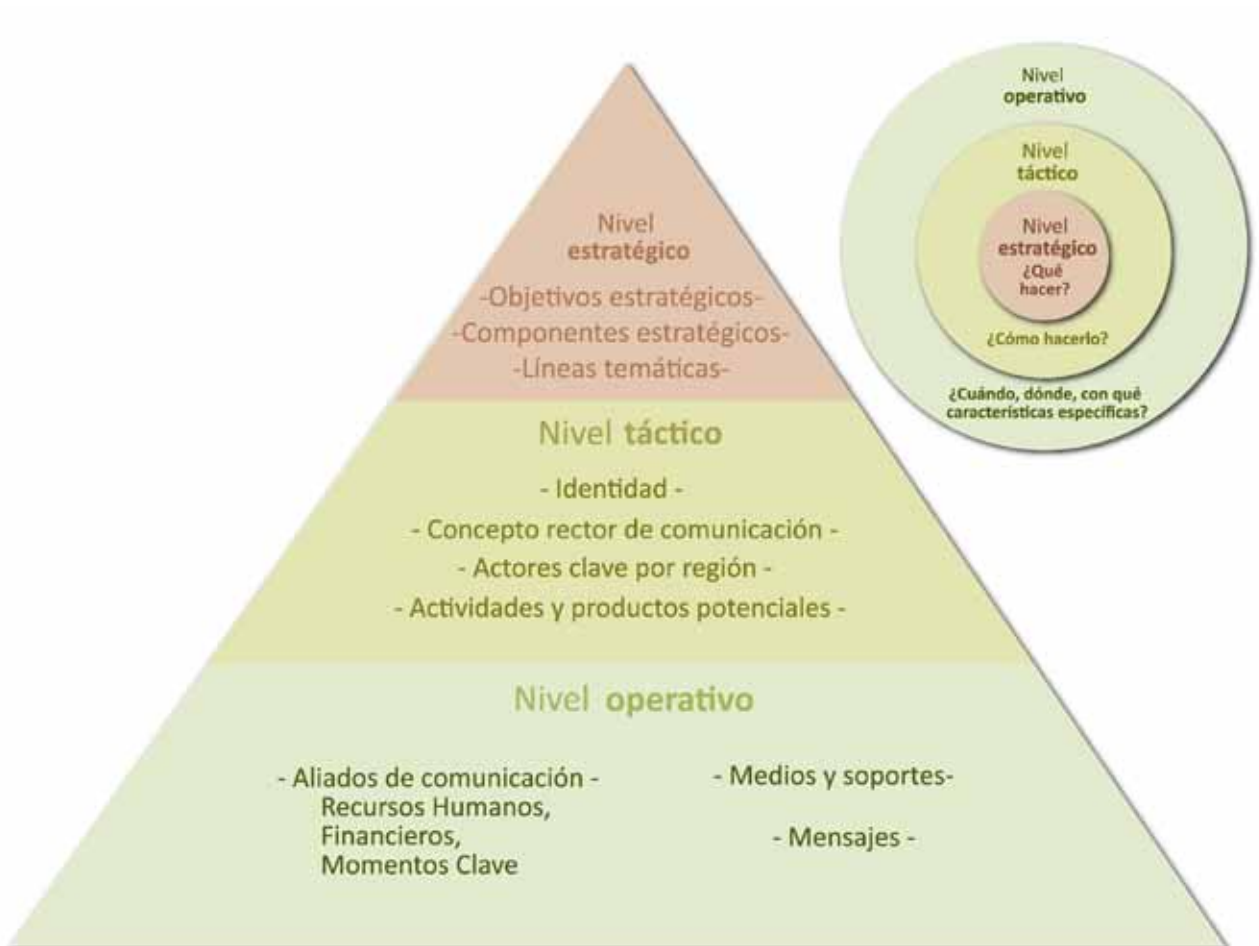 Nivel
estratégico
-Objetivos estratégicos-
-Componentes estratégicos-
-Líneas temáticas-
Nivel táctico
- Identidad -
- Concepto rector de comunicación -
- Actores clave por región -
- Actividades y productos potenciales -
Nivel operativo
- Aliados de comunicación -
Recursos Humanos,
Financieros,
Momentos Clave
- Medios y soportes-
- Mensajes -
Nivel
operativo
Nivel
táctico
Nivel
estratégico
¿Qué
hacer?
¿Cómo hacerlo?
¿Cuándo, dónde, con qué
características específicas?